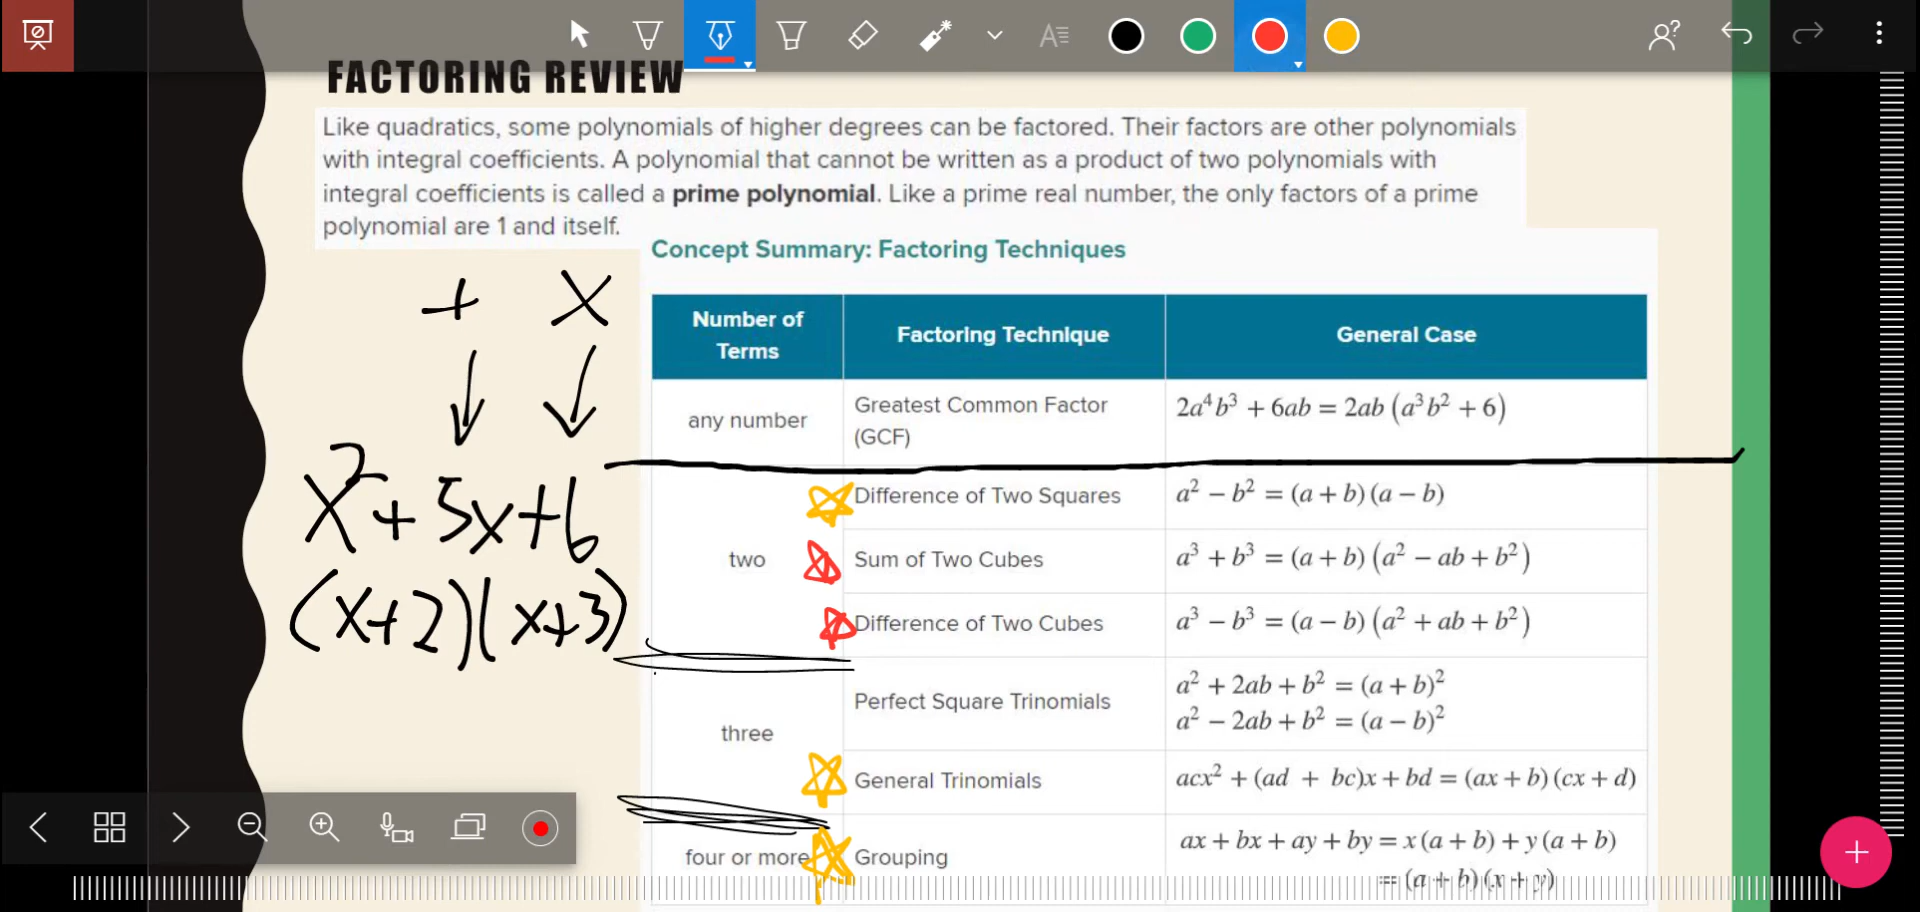 FACTORING REVIEW
Like quadratics, some polynomials of higher degrees can be factored. Their factors are other polynomials
with integral coefficients. A polynomial that cannot be written as a product of two polynomials with
integral coefficients is called a prime polynomial. Like a prime real number, the only factors of a prime
polynomial are 1 and itself.
Concept Summary: Factoring Techniques
+ X
x² + 5x + 6
(x+2)(x+3)
Number of Terms Factoring Technique General Case
any number Greatest Common Factor (GCF) 2a⁴b³ + 6ab = 2ab (a³b² + 6)
two Difference of Two Squares a² − b² = (a + b) (a − b)
Sum of Two Cubes a³ + b³ = (a + b) (a² − ab + b²)
Difference of Two Cubes a³ − b³ = (a − b) (a² + ab + b²)
three Perfect Square Trinomials a² + 2ab + b² = (a + b)²
a² − 2ab + b² = (a − b)²
General Trinomials acx² + (ad + bc)x + bd = (ax + b) (cx + d)
four or more Grouping ax + bx + ay + by = x (a + b) + y (a + b)
= (a + b) (x + y)